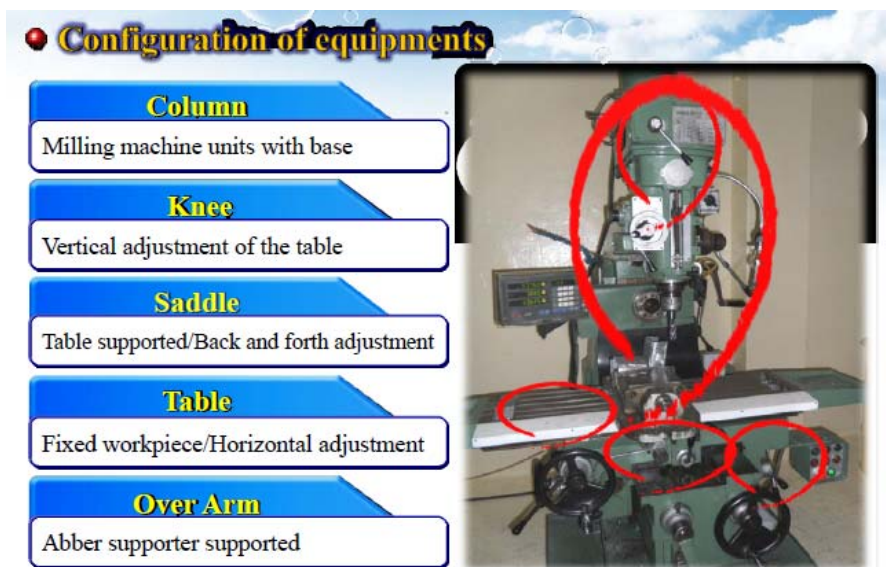 Configuration of equipments
Column
Milling machine units with base
Knee
Vertical adjustment of the table
Saddle
Table supported/Back and forth adjustment
Table
Fixed workpiece/Horizontal adjustment
Over Arm
Abber supporter supported